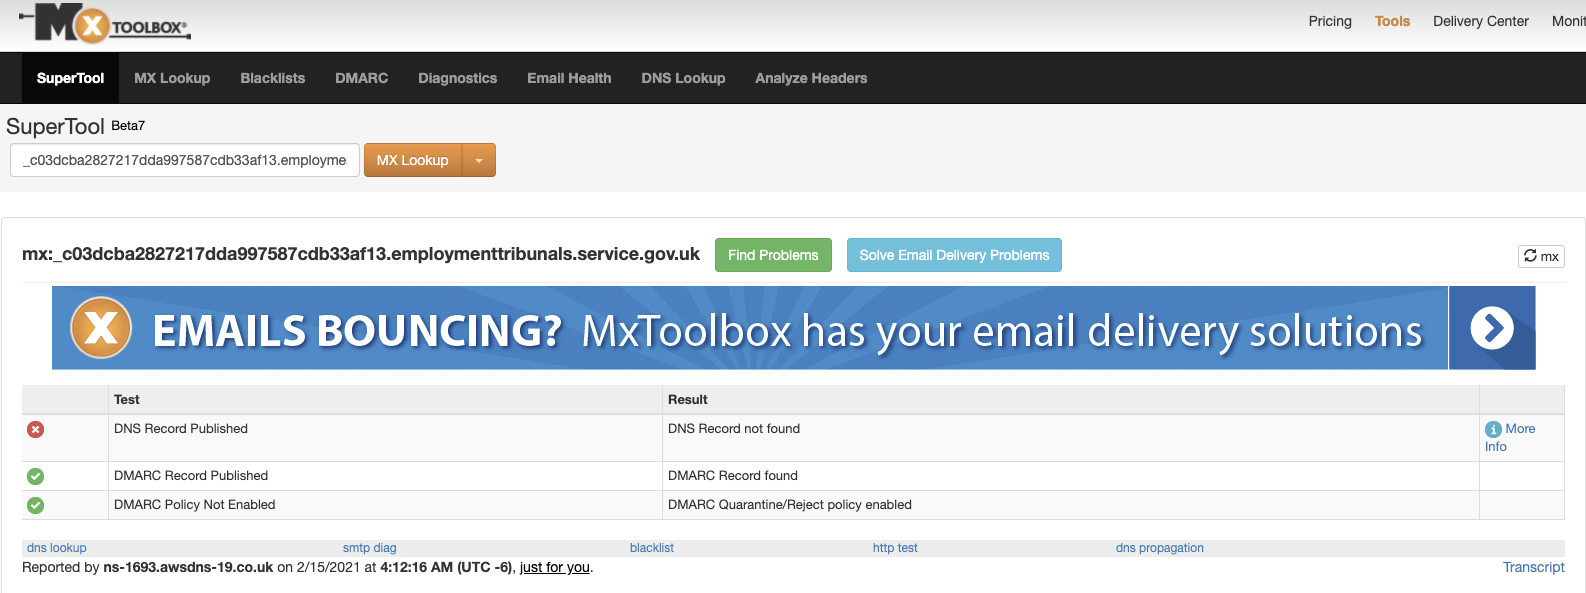 MX TOOLBOX®
Pricing Tools Delivery Center Monit
SuperTool MX Lookup Blacklists DMARC Diagnostics Email Health DNS Lookup Analyze Headers
SuperTool Beta7
_c03dcba2827217dda997587cdb33af13.employme MX Lookup
mx:_c03dcba2827217dda997587cdb33af13.employmenttribunals.service.gov.uk Find Problems Solve Email Delivery Problems mx
X EMAILS BOUNCING? MxToolbox has your email delivery solutions
Test Result
DNS Record Published DNS Record not found More
Info
DMARC Record Published DMARC Record found
DMARC Policy Not Enabled DMARC Quarantine/Reject policy enabled
dns lookup smtp diag blacklist http test dns propagation
Reported by ns-1693.awsdns-19.co.uk on 2/15/2021 at 4:12:16 AM (UTC -6), just for you. Transcript